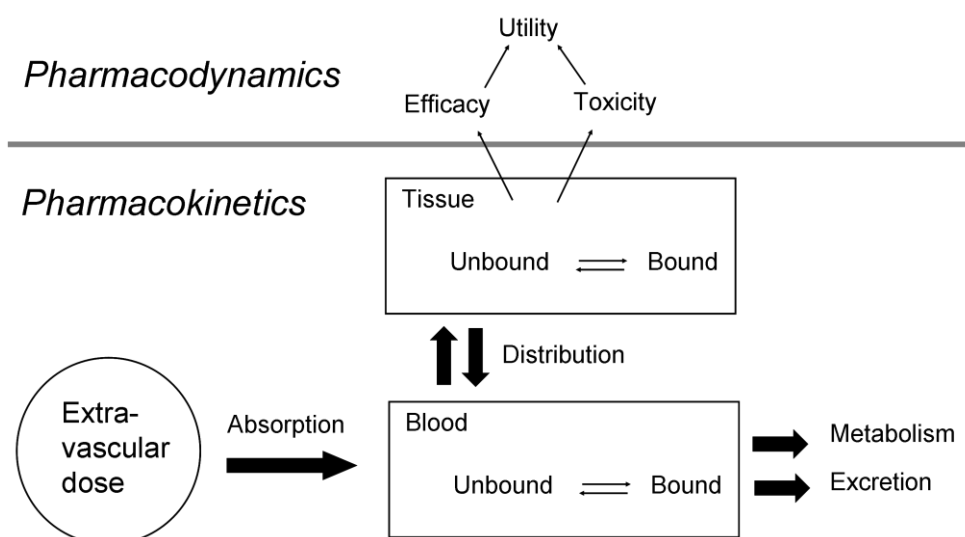 Utility
Pharmacodynamics
Efficacy
Toxicity
Pharmacokinetics
Tissue
Unbound
Bound
Distribution
Extra-
vascular
dose
Absorption
Blood
Unbound
Bound
Metabolism
Excretion